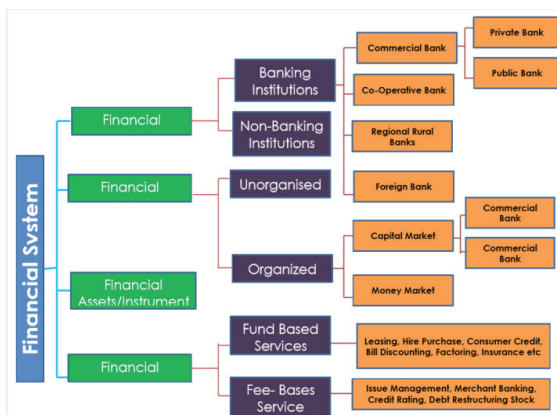 Financial System
Financial
Banking
Institutions
Commercial Bank
Private Bank
Public Bank
Co-Operative Bank
Regional Rural
Banks
Foreign Bank
Non-Banking
Institutions
Financial
Unorganised
Organized
Capital Market
Commercial
Bank
Commercial
Bank
Money Market
Financial
Assets/Instrument
Financial
Fund Based
Services
Leasing, Hire Purchase, Consumer Credit,
Bill Discounting, Factoring, Insurance etc
Fee- Bases
Service
Issue Management, Merchant Banking,
Credit Rating, Debt Restructuring Stock